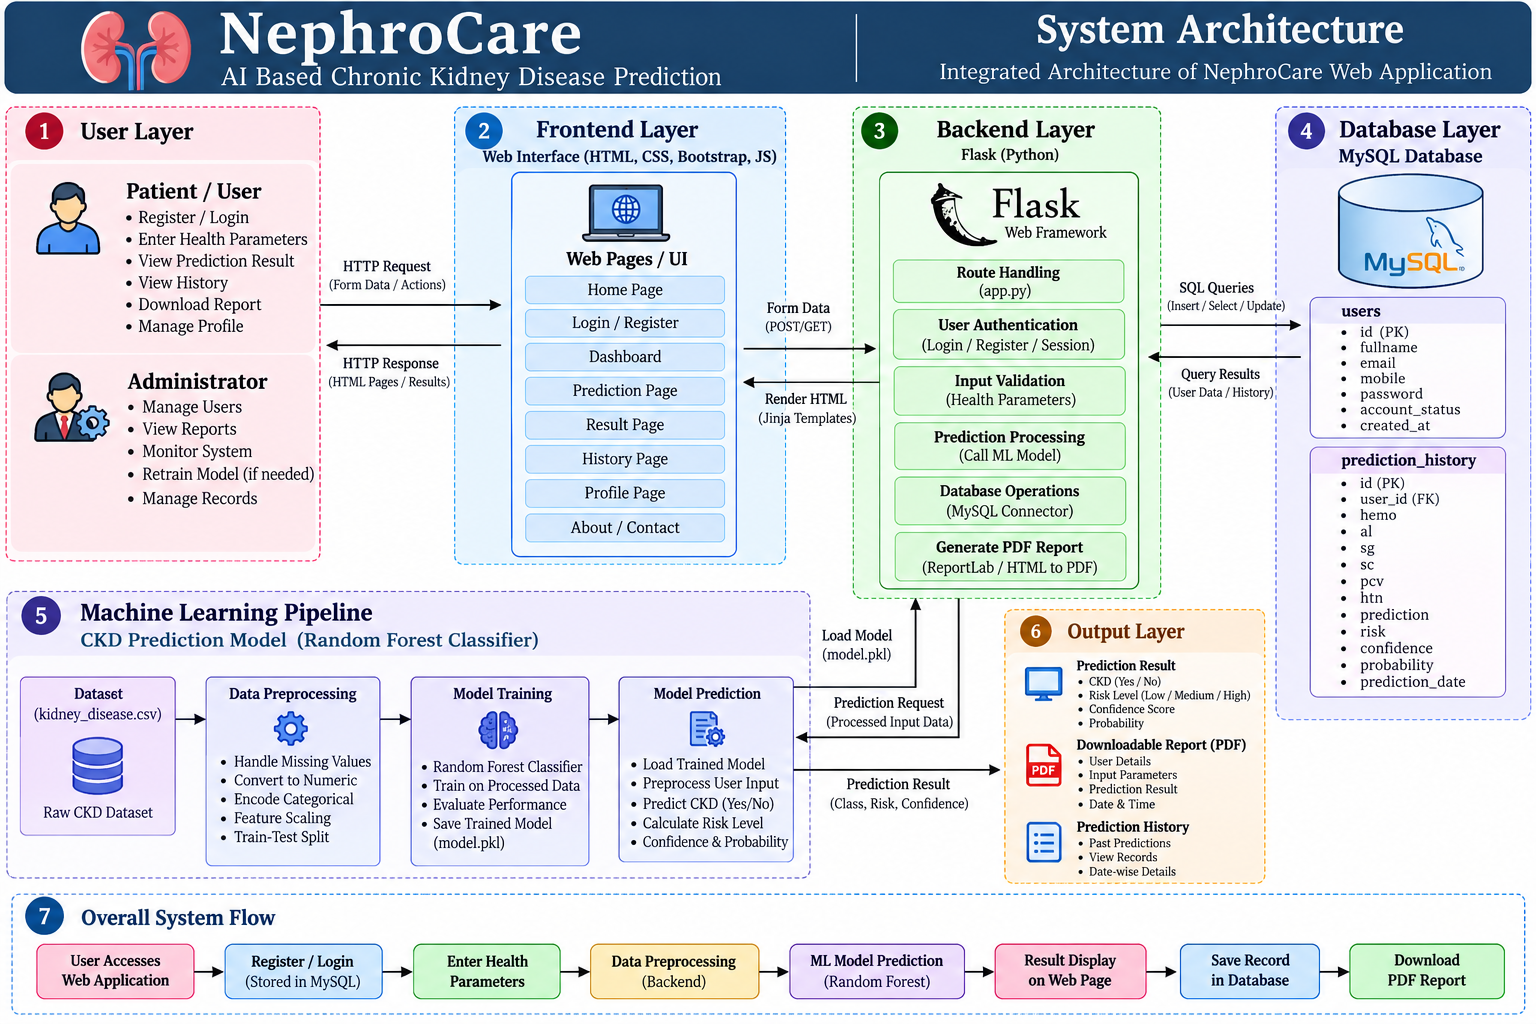 NephroCare
AI Based Chronic Kidney Disease Prediction
System Architecture
Integrated Architecture of NephroCare Web Application
1 User Layer
Patient / User
• Register / Login
• Enter Health Parameters
• View Prediction Result
• View History
• Download Report
• Manage Profile
Administrator
• Manage Users
• View Reports
• Monitor System
• Retrain Model (if needed)
• Manage Records
HTTP Request
(Form Data / Actions)
HTTP Response
(HTML Pages / Results)
2 Frontend Layer
Web Interface (HTML, CSS, Bootstrap, JS)
Web Pages / UI
Home Page
Login / Register
Dashboard
Prediction Page
Result Page
History Page
Profile Page
About / Contact
Form Data
(POST/GET)
Render HTML
(Jinja Templates)
3 Backend Layer
Flask (Python)
Flask
Web Framework
Route Handling
(app.py)
User Authentication
(Login / Register / Session)
Input Validation
(Health Parameters)
Prediction Processing
(Call ML Model)
Database Operations
(MySQL Connector)
Generate PDF Report
(ReportLab / HTML to PDF)
SQL Queries
(Insert / Select / Update)
Query Results
(User Data / History)
4 Database Layer
MySQL Database
MySQL
users
• id (PK)
• fullname
• email
• mobile
• password
• account_status
• created_at
prediction_history
• id (PK)
• user_id (FK)
• hemo
• al
• sg
• sc
• pcv
• htn
• prediction
• risk
• confidence
• probability
• prediction_date
5 Machine Learning Pipeline
CKD Prediction Model (Random Forest Classifier)
Dataset
(kidney_disease.csv)
Raw CKD Dataset
Data Preprocessing
• Handle Missing Values
• Convert to Numeric
• Encode Categorical
• Feature Scaling
• Train-Test Split
Model Training
• Random Forest Classifier
• Train on Processed Data
• Evaluate Performance
• Save Trained Model
(model.pkl)
Model Prediction
• Load Trained Model
• Preprocess User Input
• Predict CKD (Yes/No)
• Calculate Risk Level
• Confidence & Probability
Load Model
(model.pkl)
Prediction Request
(Processed Input Data)
Prediction Result
(Class, Risk, Confidence)
6 Output Layer
Prediction Result
• CKD (Yes / No)
• Risk Level (Low / Medium / High)
• Confidence Score
• Probability
PDF
Downloadable Report (PDF)
• User Details
• Input Parameters
• Prediction Result
• Date & Time
Prediction History
• Past Predictions
• View Records
• Date-wise Details
7 Overall System Flow
User Accesses
Web Application
Register / Login
(Stored in MySQL)
Enter Health
Parameters
Data Preprocessing
(Backend)
ML Model Prediction
(Random Forest)
Result Display
on Web Page
Save Record
in Database
Download
PDF Report